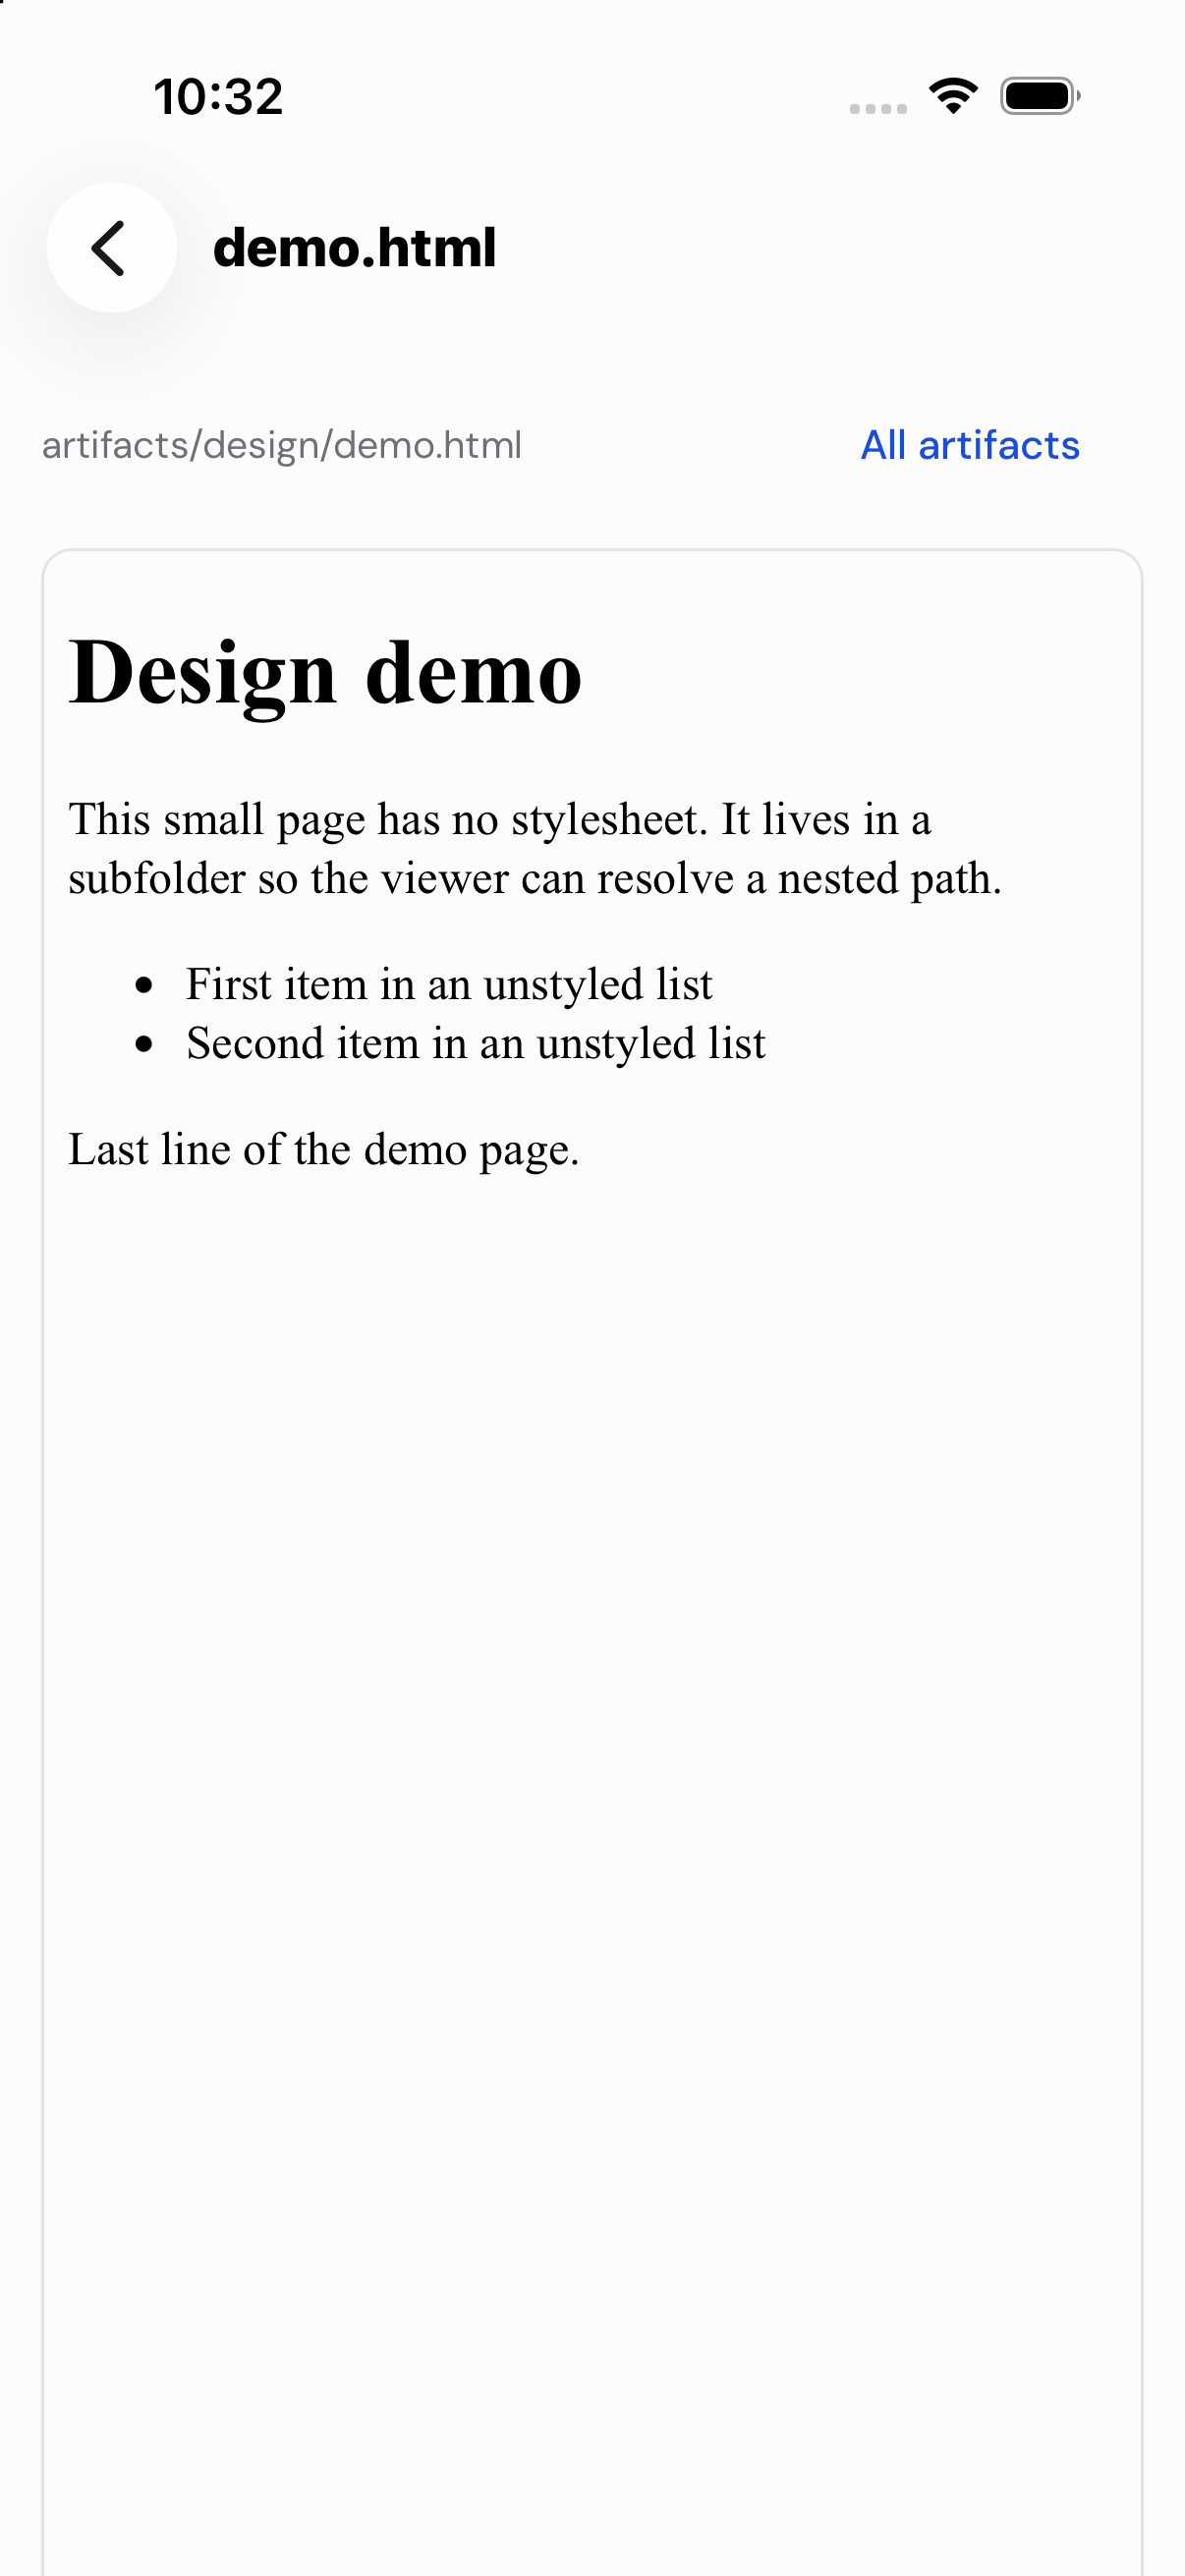 10:32
demo.html
artifacts/design/demo.html
All artifacts
Design demo
This small page has no stylesheet. It lives in a
subfolder so the viewer can resolve a nested path.
• First item in an unstyled list
• Second item in an unstyled list
Last line of the demo page.